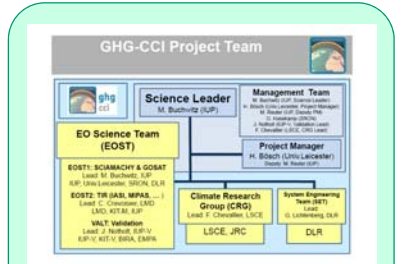 GHG-CCI Project Team
ghg
cci
Science Leader
M. Buchwitz (IUP)
Management Team
M. Buchwitz (IUP, Science Leader)
H. Bösch (Uni.Leicester, Project Manager)
M. Reuter (IUP, Deputy PM)
O. Hasekamp (SRON)
J. Notholt (IUP-V, Validation Lead)
F. Chevallier (LSCE, CRG Lead)
Project Manager
H. Bösch (Univ.Leicester)
Deputy: M. Reuter (IUP)
EO Science Team
(EOST)
EOST1: SCIAMACHY & GOSAT
Lead: M. Buchwitz, IUP
IUP, Univ.Leicester, SRON, DLR
EOST2: TIR (IASI, MIPAS, ... )
Lead: C. Crevoisier, LMD
LMD, KIT-M, IUP
VALT: Validation
Lead: J. Notholt, IUP-V
IUP-V, KIT-V, BIRA, EMPA
Climate Research
Group (CRG)
Lead: F. Chevallier, LSCE
LSCE, JRC
System Engineering
Team (SET)
Lead:
G. Lichtenberg, DLR
DLR